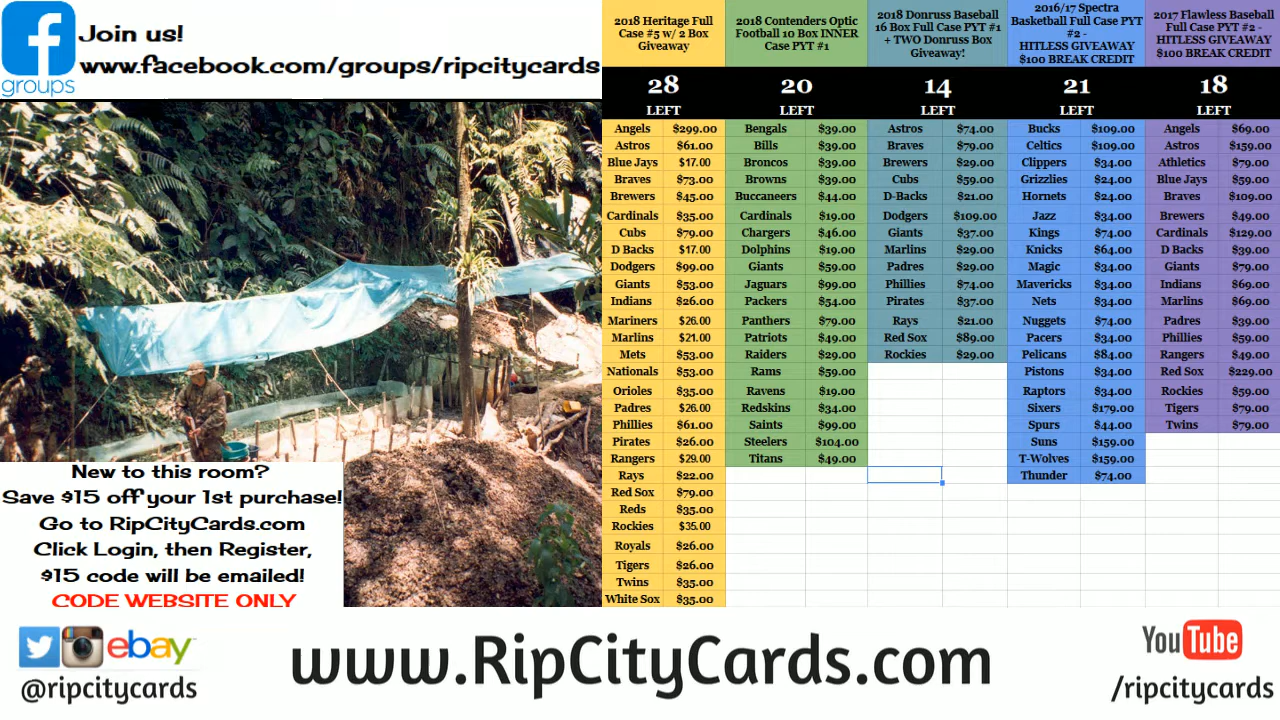 groups
Join us!
www.facebook.com/groups/ripcitycards
New to this room?
Save $15 off your 1st purchase!
Go to RipCityCards.com
Click Login, then Register,
$15 code will be emailed!
CODE WEBSITE ONLY
2018 Heritage Full
Case #5 w/ 2 Box
Giveaway
28
LEFT
Angels $299.00
Astros $61.00
Blue Jays $17.00
Braves $73.00
Brewers $45.00
Cardinals $35.00
Cubs $79.00
D Backs $17.00
Dodgers $99.00
Giants $53.00
Indians $26.00
Mariners $26.00
Marlins $21.00
Mets $53.00
Nationals $53.00
Orioles $35.00
Padres $26.00
Phillies $61.00
Pirates $26.00
Rangers $29.00
Rays $22.00
Red Sox $79.00
Reds $35.00
Rockies $35.00
Royals $26.00
Tigers $26.00
Twins $35.00
White Sox $35.00
2018 Contenders Optic
Football 10 Box INNER
Case PYT #1
20
LEFT
Bengals $39.00
Bills $39.00
Broncos $39.00
Browns $39.00
Buccaneers $44.00
Cardinals $19.00
Chargers $46.00
Dolphins $19.00
Giants $59.00
Jaguars $99.00
Packers $54.00
Panthers $79.00
Patriots $49.00
Raiders $29.00
Rams $59.00
Ravens $19.00
Redskins $34.00
Saints $99.00
Steelers $104.00
Titans $49.00
2018 Donruss Baseball
16 Box Full Case PYT #1
+ TWO Donruss Box
Giveaway!
14
LEFT
Astros $74.00
Braves $79.00
Brewers $29.00
Cubs $59.00
D-Backs $21.00
Dodgers $109.00
Giants $37.00
Marlins $29.00
Padres $29.00
Phillies $74.00
Pirates $37.00
Rays $21.00
Red Sox $89.00
Rockies $29.00
2016/17 Spectra
Basketball Full Case PYT
#2 -
HITLESS GIVEAWAY
$100 BREAK CREDIT
21
LEFT
Bucks $109.00
Celtics $109.00
Clippers $34.00
Grizzlies $24.00
Hornets $24.00
Jazz $34.00
Kings $74.00
Knicks $64.00
Magic $34.00
Mavericks $34.00
Nets $34.00
Nuggets $74.00
Pacers $34.00
Pelicans $84.00
Pistons $34.00
Raptors $34.00
Sixers $179.00
Spurs $44.00
Suns $159.00
T-Wolves $159.00
Thunder $74.00
2017 Flawless Baseball
Full Case PYT #2 -
HITLESS GIVEAWAY
$100 BREAK CREDIT
18
LEFT
Angels $69.00
Astros $159.00
Athletics $79.00
Blue Jays $59.00
Braves $109.00
Brewers $49.00
Cardinals $129.00
D Backs $39.00
Giants $79.00
Indians $69.00
Marlins $69.00
Padres $39.00
Phillies $59.00
Rangers $49.00
Red Sox $229.00
Rockies $59.00
Tigers $79.00
Twins $79.00
ebay
@ripcitycards
www.RipCityCards.com
You Tube
/ripcitycards